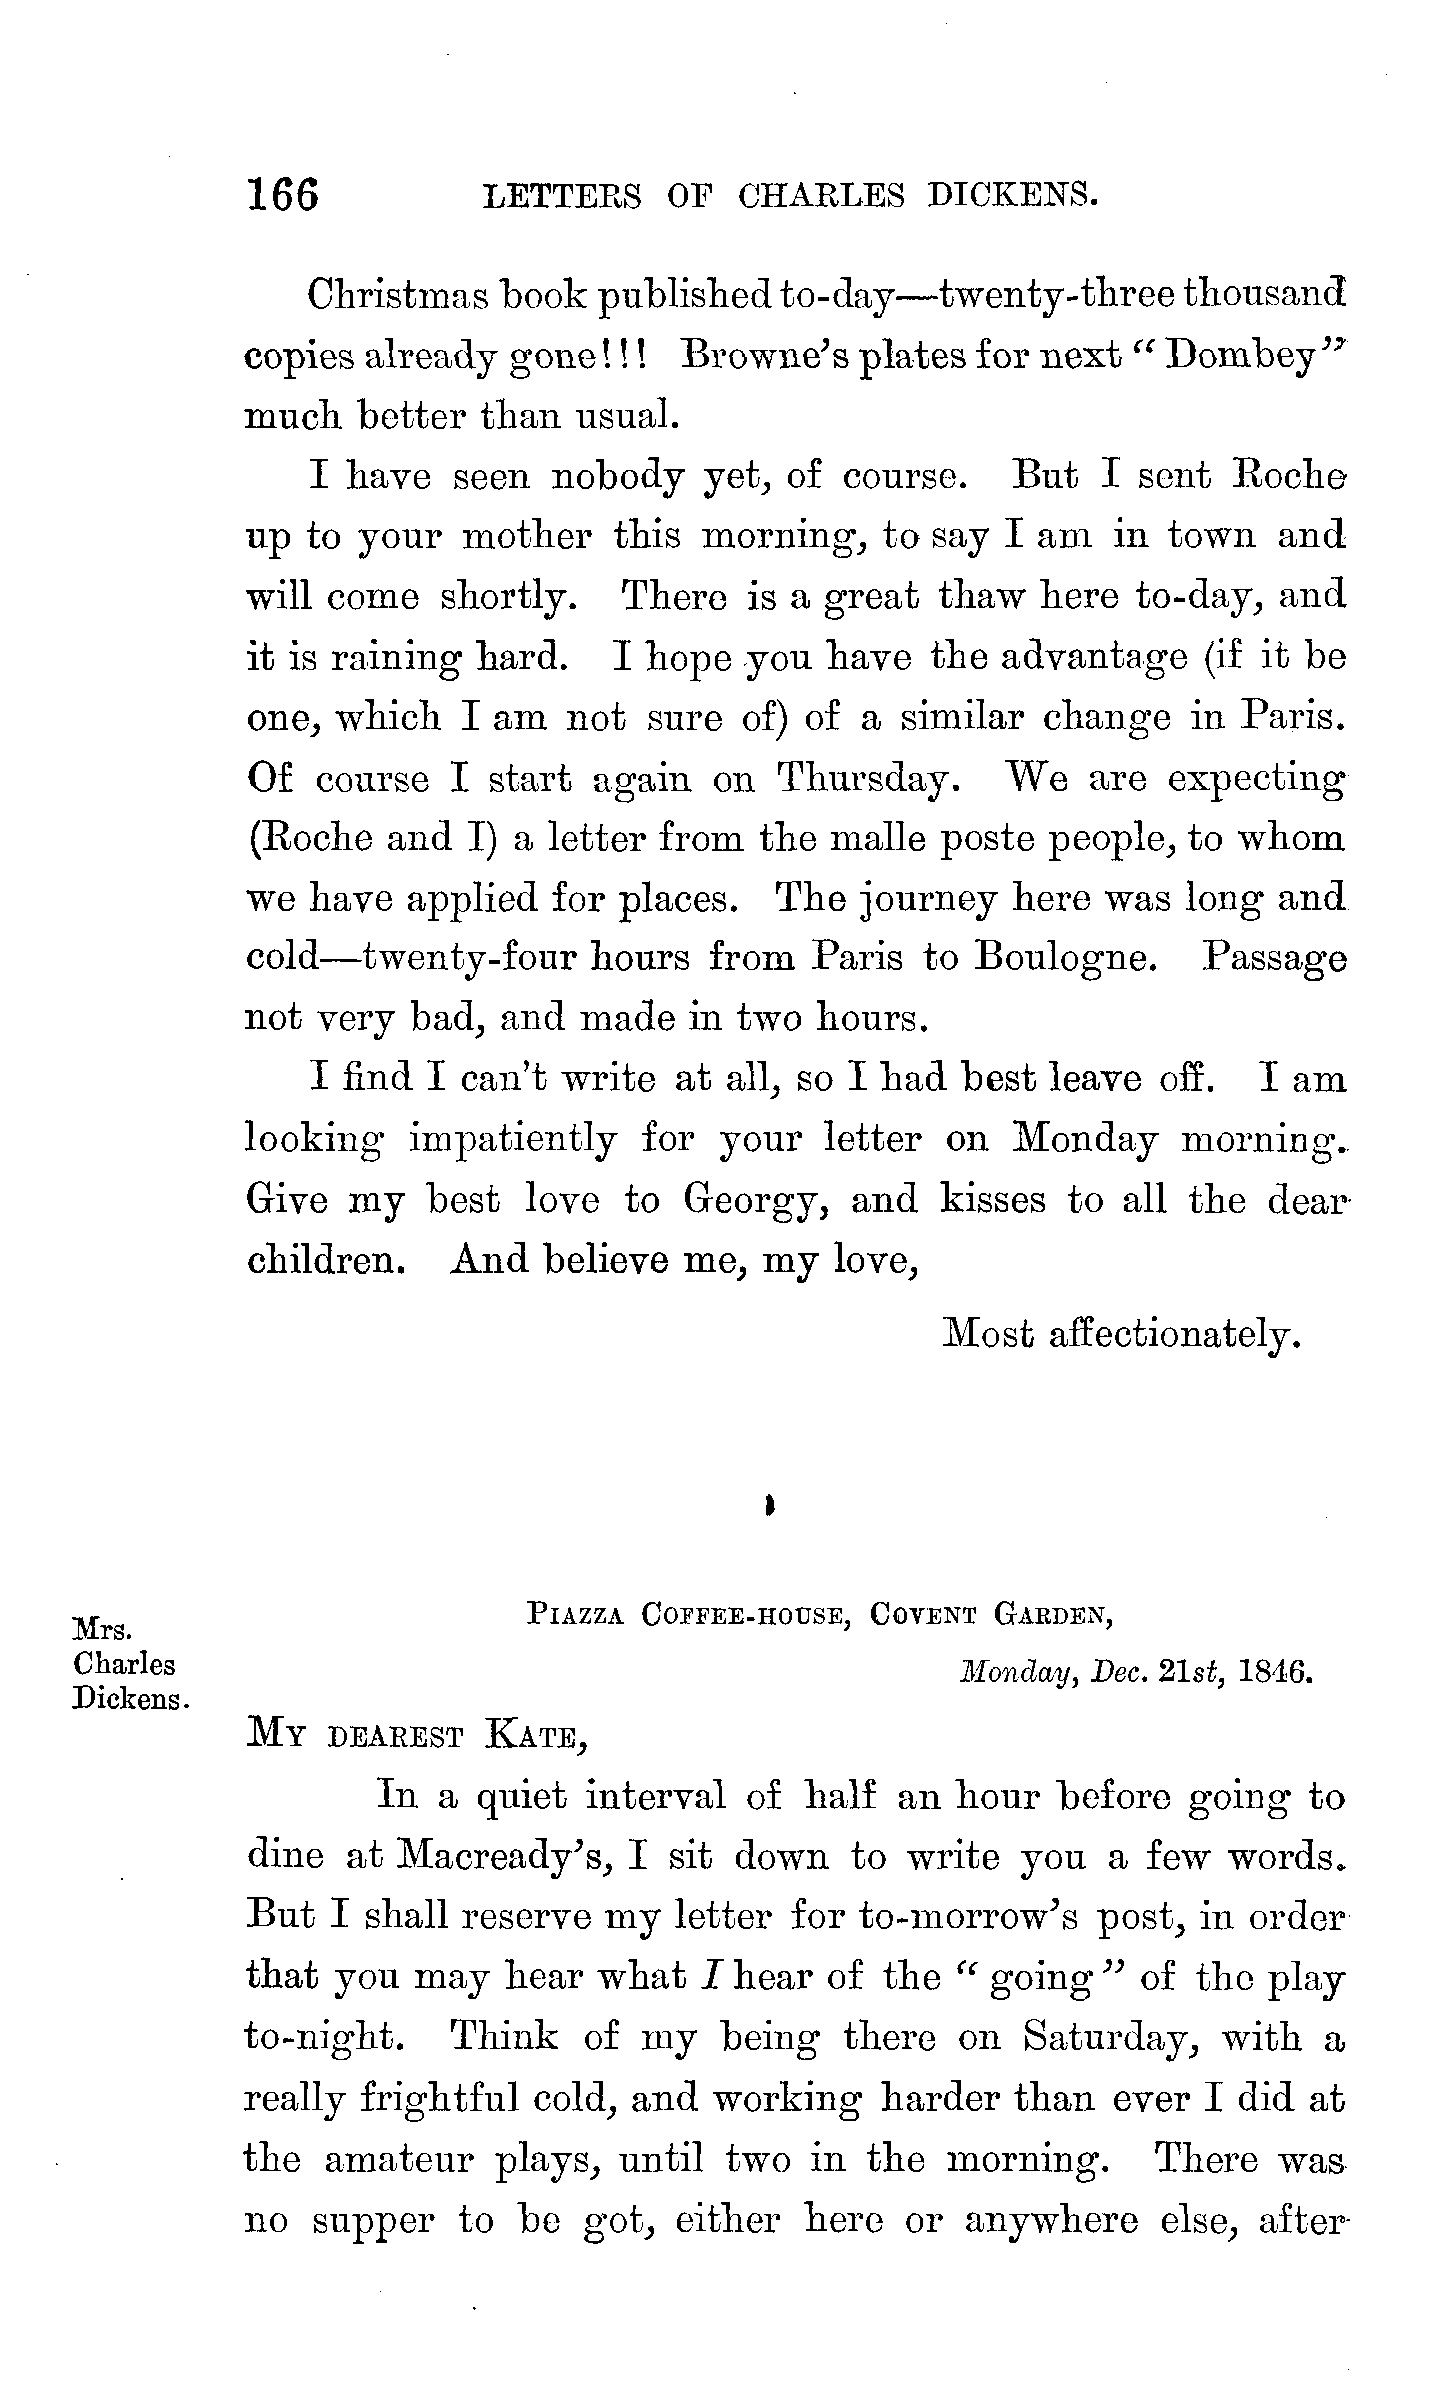 166 LETTERS OF CHARLES DICKENS.
Christmas book published to-day—twenty-three thousand
copies already gone!!! Browne's plates for next "Dombey"
much better than usual.
I have seen nobody yet, of course. But I sent Roche
up to your mother this morning, to say I am in town and
will come shortly. There is a great thaw here to-day, and
it is raining hard. I hope you have the advantage (if it be
one, which I am not sure of) of a similar change in Paris.
Of course I start again on Thursday. We are expecting
(Roche and I) a letter from the malle poste people, to whom
we have applied for places. The journey here was long and
cold—twenty-four hours from Paris to Boulogne. Passage
not very bad, and made in two hours.
I find I can't write at all, so I had best leave off. I am
looking impatiently for your letter on Monday morning.
Give my best love to Georgy, and kisses to all the dear
children. And believe me, my love,
Most affectionately.
Mrs.
Charles
Dickens.
PIAZZA COFFEE-HOUSE, COVENT GARDEN,
Monday, Dec. 21st, 1846.
MY DEAREST KATE,
In a quiet interval of half an hour before going to
dine at Macready's, I sit down to write you a few words.
But I shall reserve my letter for to-morrow's post, in order
that you may hear what I hear of the "going" of the play
to-night. Think of my being there on Saturday, with a
really frightful cold, and working harder than ever I did at
the amateur plays, until two in the morning. There was
no supper to be got, either here or anywhere else, after